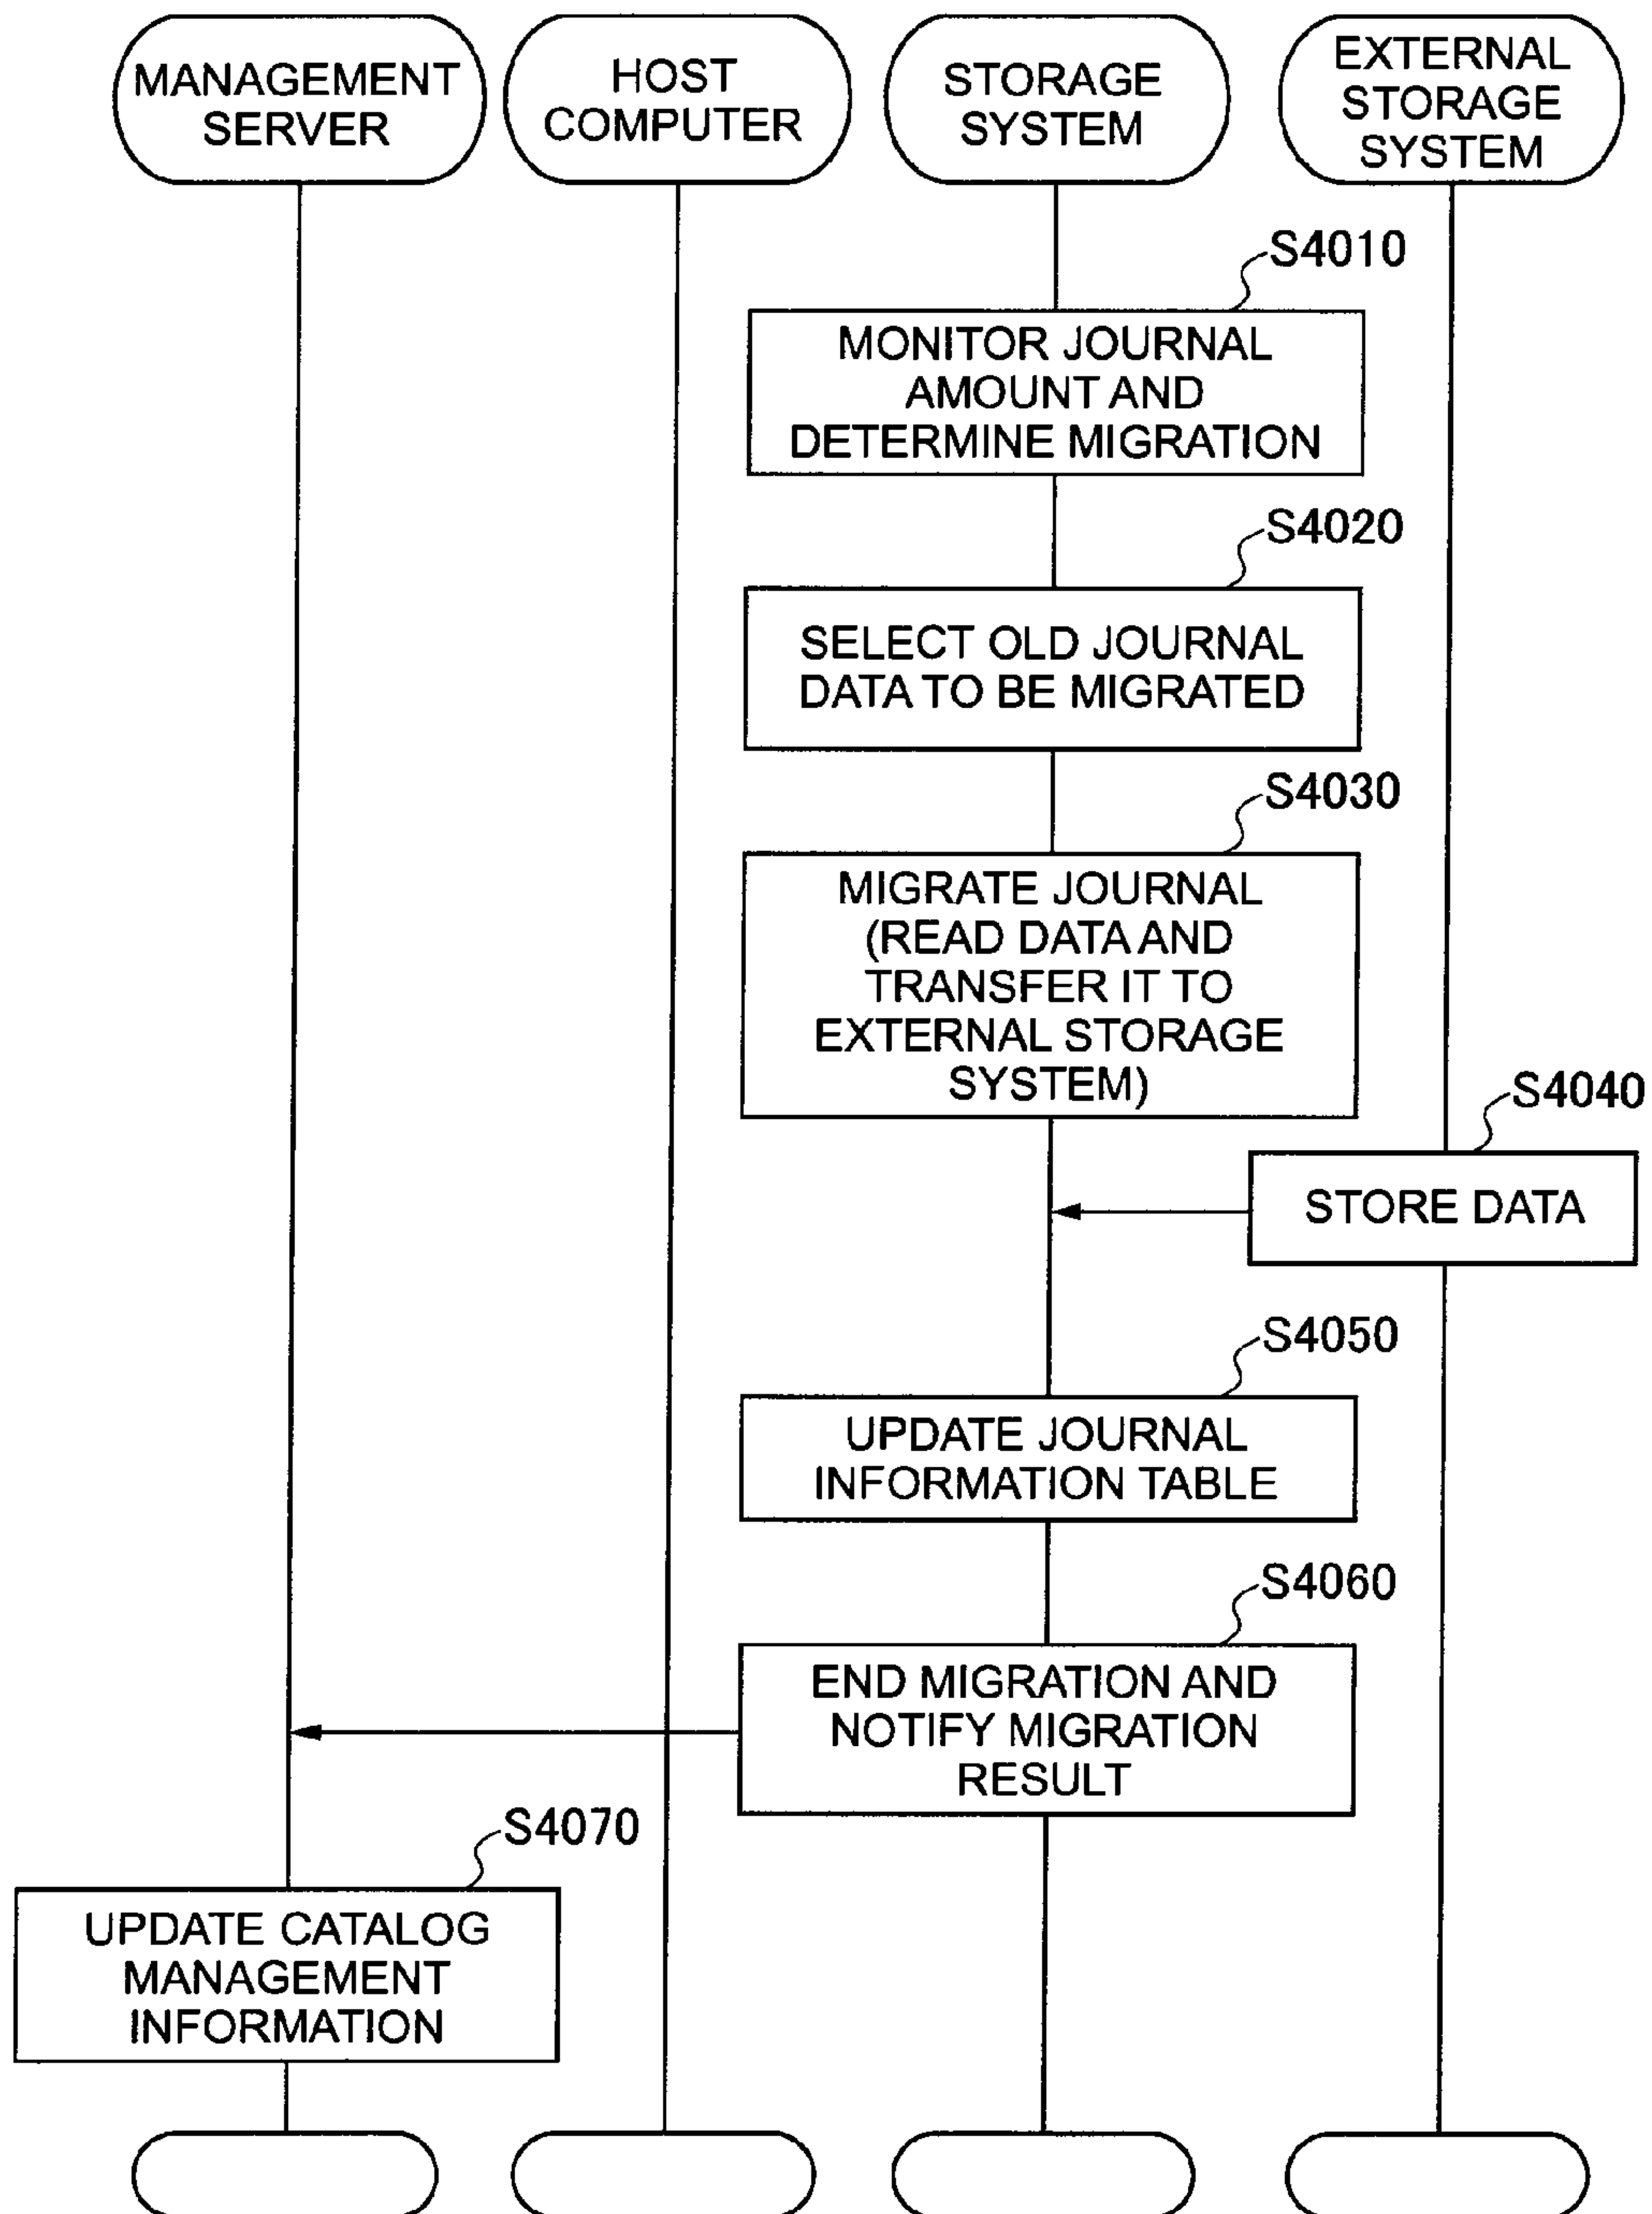 MANAGEMENT
SERVER
HOST
COMPUTER
STORAGE
SYSTEM
EXTERNAL
STORAGE
SYSTEM
S4010
MONITOR JOURNAL
AMOUNT AND
DETERMINE MIGRATION
S4020
SELECT OLD JOURNAL
DATA TO BE MIGRATED
S4030
MIGRATE JOURNAL
(READ DATA AND
TRANSFER IT TO
EXTERNAL STORAGE
SYSTEM)
S4040
STORE DATA
S4050
UPDATE JOURNAL
INFORMATION TABLE
S4060
END MIGRATION AND
NOTIFY MIGRATION
RESULT
S4070
UPDATE CATALOG
MANAGEMENT
INFORMATION